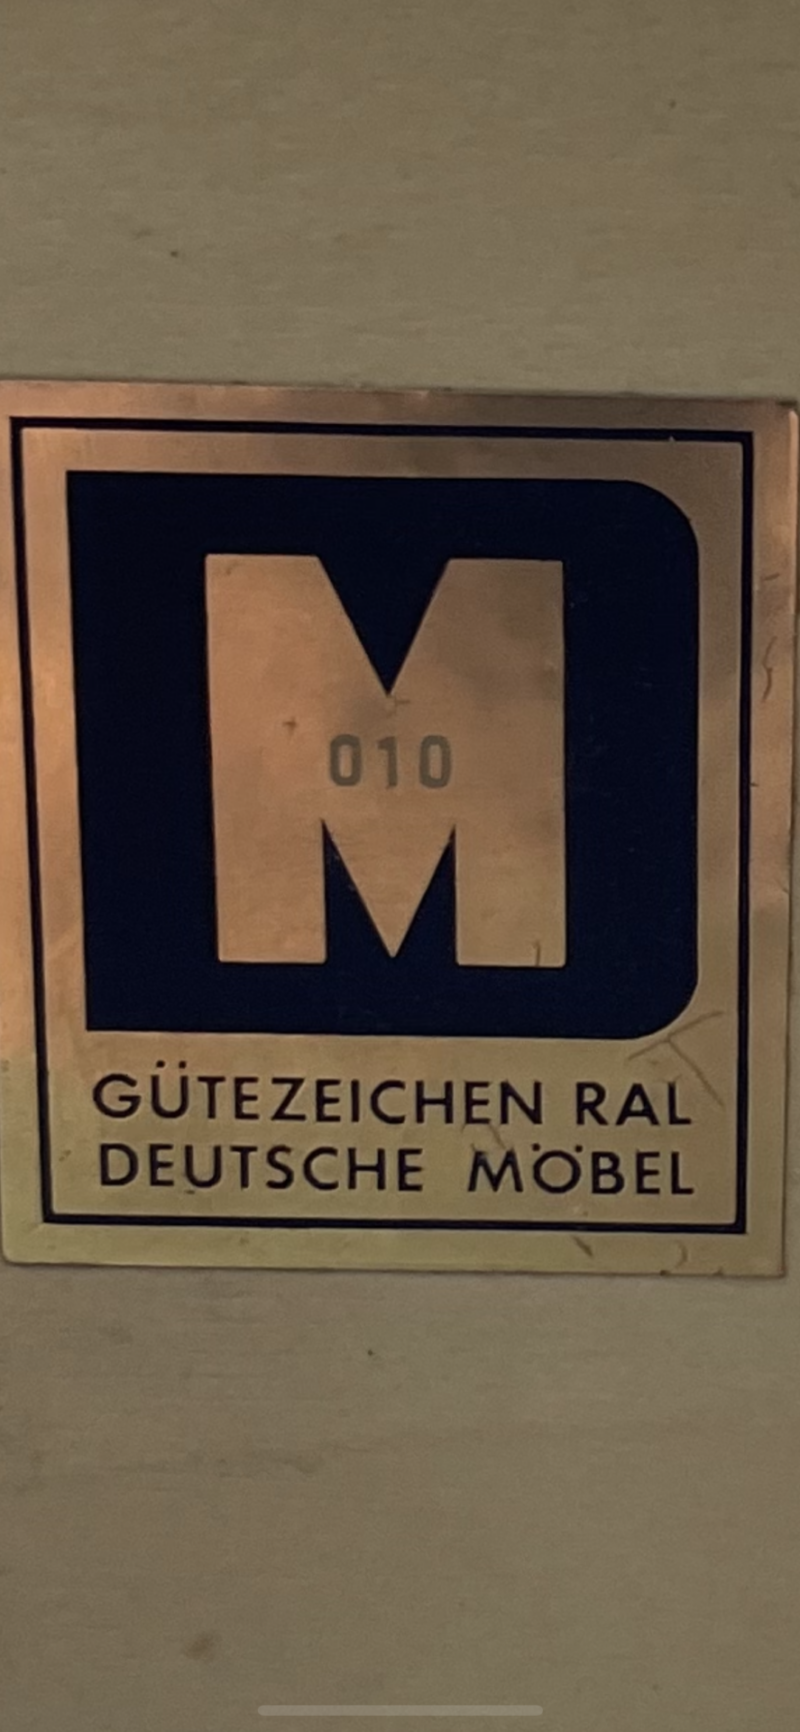 M
010
GÜTEZEICHEN RAL
DEUTSCHE MÖBEL